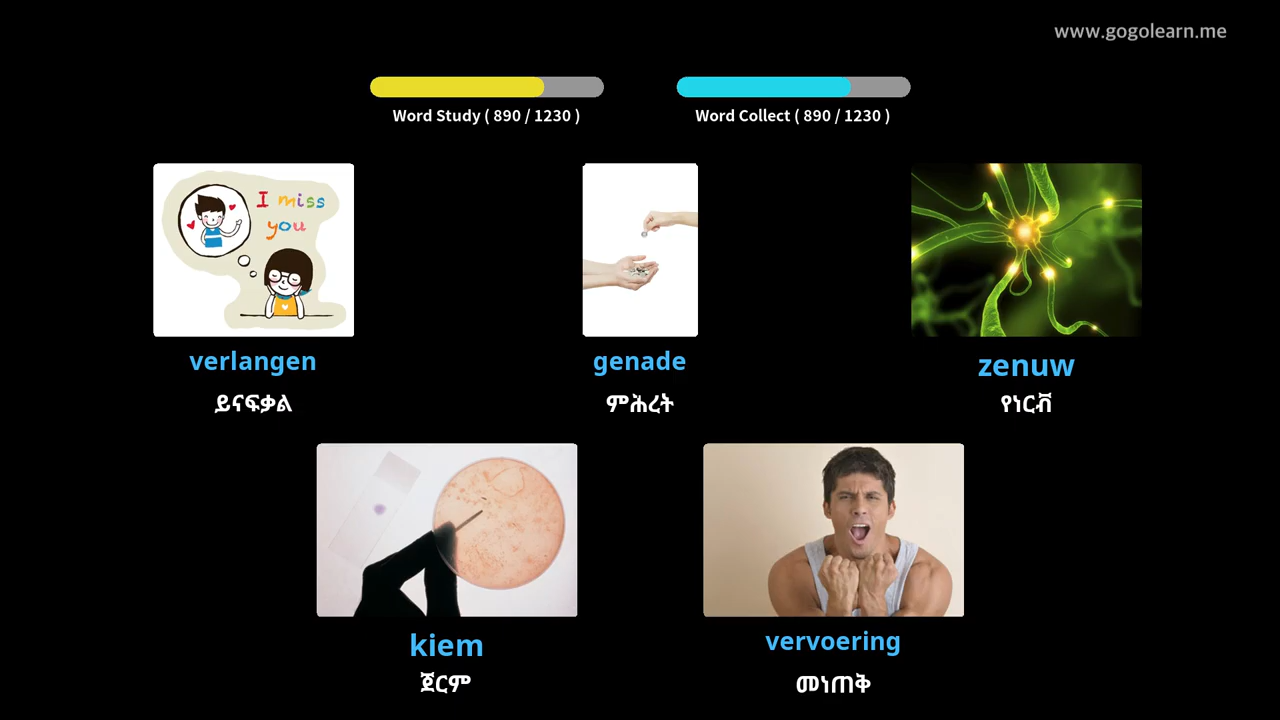 www.gogolearn.me
Word Study ( 890 / 1230 )
Word Collect ( 890 / 1230 )
I miss
you
verlangen
genade
zenuw
ይናፍቃል
ምሕረት
የነርቭ
kiem
vervoering
ጀርም
መነጠቅ